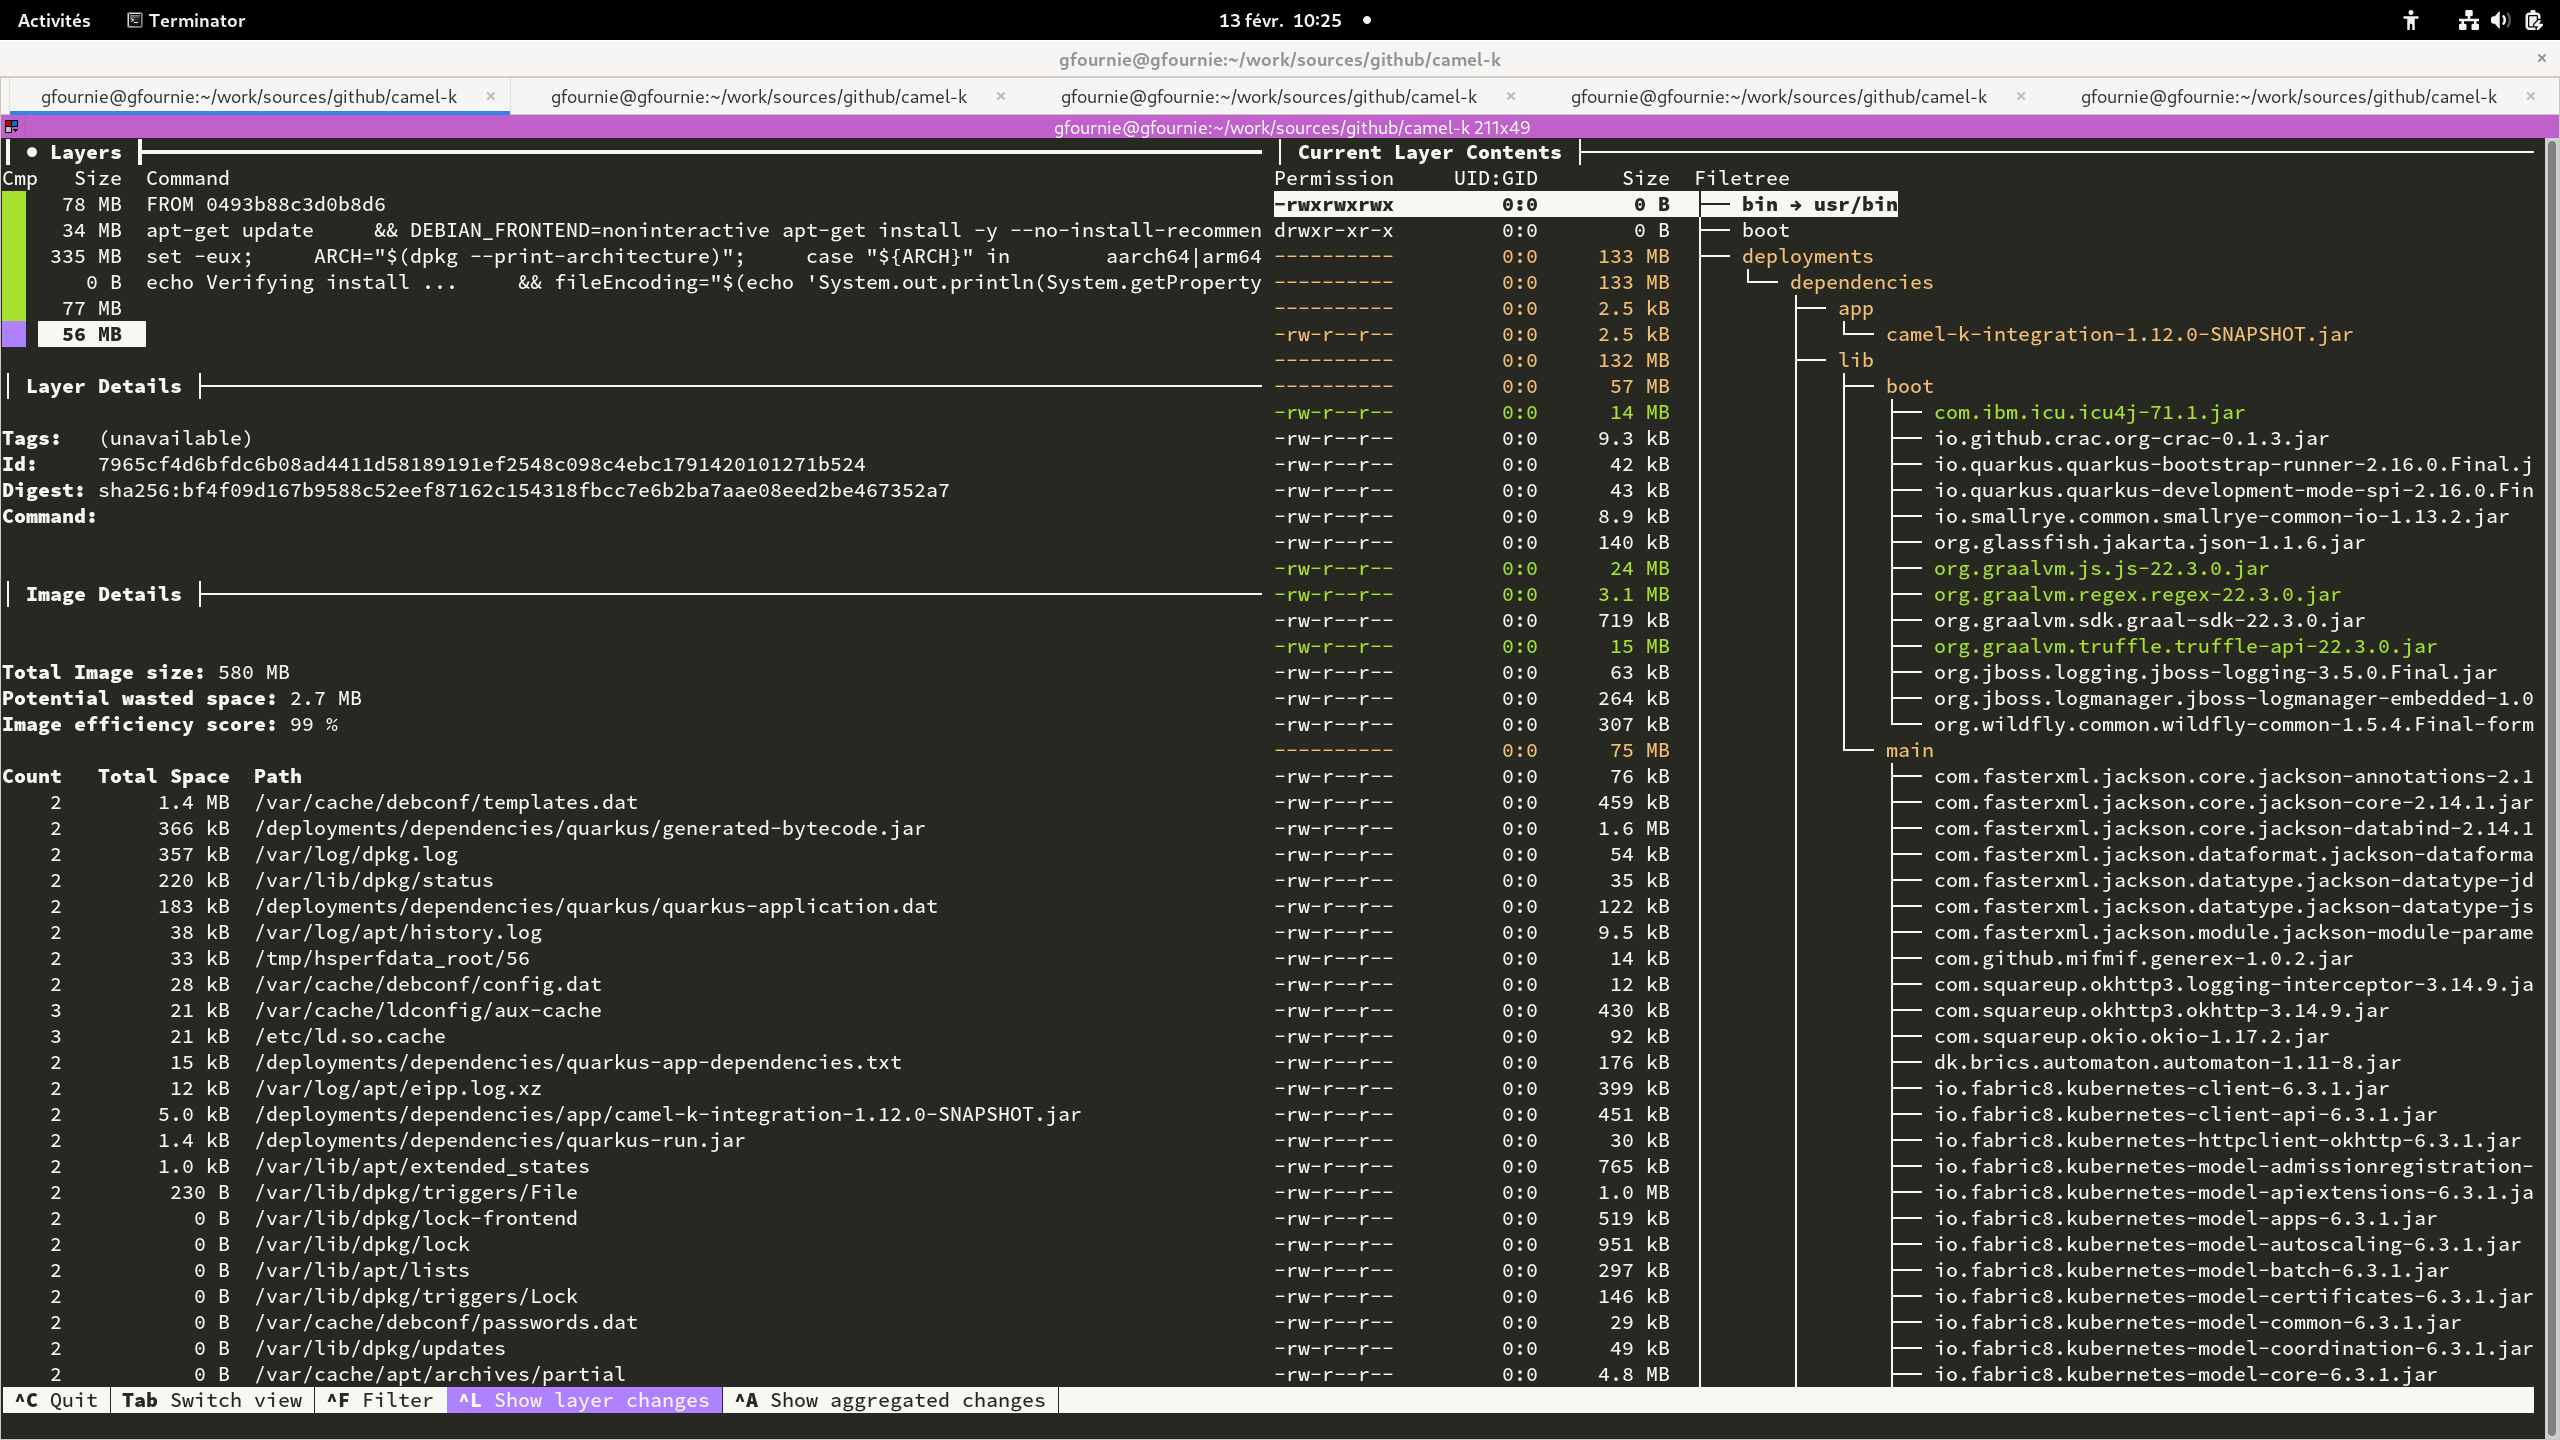 Activités
Terminator
13 févr. 10:25
gfournie@gfournie:~/work/sources/github/camel-k
gfournie@gfournie:~/work/sources/github/camel-k
gfournie@gfournie:~/work/sources/github/camel-k
gfournie@gfournie:~/work/sources/github/camel-k
gfournie@gfournie:~/work/sources/github/camel-k
gfournie@gfournie:~/work/sources/github/camel-k
gfournie@gfournie:~/work/sources/github/camel-k 211x49
● Layers
Cmp Size Command
78 MB FROM 0493b88c3d0b8d6
34 MB apt-get update && DEBIAN_FRONTEND=noninteractive apt-get install -y --no-install-recommen
335 MB set -eux; ARCH="$(dpkg --print-architecture)"; case "${ARCH}" in aarch64|arm64
0 B echo Verifying install ... && fileEncoding="$(echo 'System.out.println(System.getProperty
77 MB
56 MB
Layer Details
Tags: (unavailable)
Id: 7965cf4d6bfdc6b08ad4411d58189191ef2548c098c4ebc1791420101271b524
Digest: sha256:bf4f09d167b9588c52eef87162c154318fbcc7e6b2ba7aae08eed2be467352a7
Command:
Image Details
Total Image size: 580 MB
Potential wasted space: 2.7 MB
Image efficiency score: 99 %
Count Total Space Path
2 1.4 MB /var/cache/debconf/templates.dat
2 366 kB /deployments/dependencies/quarkus/generated-bytecode.jar
2 357 kB /var/log/dpkg.log
2 220 kB /var/lib/dpkg/status
2 183 kB /deployments/dependencies/quarkus/quarkus-application.dat
2 38 kB /var/log/apt/history.log
2 33 kB /tmp/hsperfdata_root/56
2 28 kB /var/cache/debconf/config.dat
3 21 kB /var/cache/ldconfig/aux-cache
3 21 kB /etc/ld.so.cache
2 15 kB /deployments/dependencies/quarkus-app-dependencies.txt
2 12 kB /var/log/apt/eipp.log.xz
2 5.0 kB /deployments/dependencies/app/camel-k-integration-1.12.0-SNAPSHOT.jar
2 1.4 kB /deployments/dependencies/quarkus-run.jar
2 1.0 kB /var/lib/apt/extended_states
2 230 B /var/lib/dpkg/triggers/File
2 0 B /var/lib/dpkg/lock-frontend
2 0 B /var/lib/dpkg/lock
2 0 B /var/lib/apt/lists
2 0 B /var/lib/dpkg/triggers/Lock
2 0 B /var/cache/debconf/passwords.dat
2 0 B /var/lib/dpkg/updates
2 0 B /var/cache/apt/archives/partial
Current Layer Contents
Permission UID:GID Size Filetree
-rwxrwxrwx 0:0 0 B ├── bin → usr/bin
drwxr-xr-x 0:0 0 B ├── boot
---------- 0:0 133 MB ├── deployments
---------- 0:0 133 MB └── dependencies
---------- 0:0 2.5 kB ├── app
-rw-r--r-- 0:0 2.5 kB └── camel-k-integration-1.12.0-SNAPSHOT.jar
---------- 0:0 132 MB ├── lib
---------- 0:0 57 MB ├── boot
-rw-r--r-- 0:0 14 MB ├── com.ibm.icu.icu4j-71.1.jar
-rw-r--r-- 0:0 9.3 kB ├── io.github.crac.org-crac-0.1.3.jar
-rw-r--r-- 0:0 42 kB ├── io.quarkus.quarkus-bootstrap-runner-2.16.0.Final.j
-rw-r--r-- 0:0 43 kB ├── io.quarkus.quarkus-development-mode-spi-2.16.0.Fin
-rw-r--r-- 0:0 8.9 kB ├── io.smallrye.common.smallrye-common-io-1.13.2.jar
-rw-r--r-- 0:0 140 kB ├── org.glassfish.jakarta.json-1.1.6.jar
-rw-r--r-- 0:0 24 MB ├── org.graalvm.js.js-22.3.0.jar
-rw-r--r-- 0:0 3.1 MB ├── org.graalvm.regex.regex-22.3.0.jar
-rw-r--r-- 0:0 719 kB ├── org.graalvm.sdk.graal-sdk-22.3.0.jar
-rw-r--r-- 0:0 15 MB ├── org.graalvm.truffle.truffle-api-22.3.0.jar
-rw-r--r-- 0:0 63 kB ├── org.jboss.logging.jboss-logging-3.5.0.Final.jar
-rw-r--r-- 0:0 264 kB ├── org.jboss.logmanager.jboss-logmanager-embedded-1.0
-rw-r--r-- 0:0 307 kB └── org.wildfly.common.wildfly-common-1.5.4.Final-form
---------- 0:0 75 MB └── main
-rw-r--r-- 0:0 76 kB ├── com.fasterxml.jackson.core.jackson-annotations-2.1
-rw-r--r-- 0:0 459 kB ├── com.fasterxml.jackson.core.jackson-core-2.14.1.jar
-rw-r--r-- 0:0 1.6 MB ├── com.fasterxml.jackson.core.jackson-databind-2.14.1
-rw-r--r-- 0:0 54 kB ├── com.fasterxml.jackson.dataformat.jackson-dataforma
-rw-r--r-- 0:0 35 kB ├── com.fasterxml.jackson.datatype.jackson-datatype-jd
-rw-r--r-- 0:0 122 kB ├── com.fasterxml.jackson.datatype.jackson-datatype-js
-rw-r--r-- 0:0 9.5 kB ├── com.fasterxml.jackson.module.jackson-module-parame
-rw-r--r-- 0:0 14 kB ├── com.github.mifmif.generex-1.0.2.jar
-rw-r--r-- 0:0 12 kB ├── com.squareup.okhttp3.logging-interceptor-3.14.9.ja
-rw-r--r-- 0:0 430 kB ├── com.squareup.okhttp3.okhttp-3.14.9.jar
-rw-r--r-- 0:0 92 kB ├── com.squareup.okio.okio-1.17.2.jar
-rw-r--r-- 0:0 176 kB ├── dk.brics.automaton.automaton-1.11-8.jar
-rw-r--r-- 0:0 399 kB ├── io.fabric8.kubernetes-client-6.3.1.jar
-rw-r--r-- 0:0 451 kB ├── io.fabric8.kubernetes-client-api-6.3.1.jar
-rw-r--r-- 0:0 30 kB ├── io.fabric8.kubernetes-httpclient-okhttp-6.3.1.jar
-rw-r--r-- 0:0 765 kB ├── io.fabric8.kubernetes-model-admissionregistration-
-rw-r--r-- 0:0 1.0 MB ├── io.fabric8.kubernetes-model-apiextensions-6.3.1.ja
-rw-r--r-- 0:0 519 kB ├── io.fabric8.kubernetes-model-apps-6.3.1.jar
-rw-r--r-- 0:0 951 kB ├── io.fabric8.kubernetes-model-autoscaling-6.3.1.jar
-rw-r--r-- 0:0 297 kB ├── io.fabric8.kubernetes-model-batch-6.3.1.jar
-rw-r--r-- 0:0 146 kB ├── io.fabric8.kubernetes-model-certificates-6.3.1.jar
-rw-r--r-- 0:0 29 kB ├── io.fabric8.kubernetes-model-common-6.3.1.jar
-rw-r--r-- 0:0 49 kB ├── io.fabric8.kubernetes-model-coordination-6.3.1.jar
-rw-r--r-- 0:0 4.8 MB ├── io.fabric8.kubernetes-model-core-6.3.1.jar
^C Quit Tab Switch view ^F Filter ^L Show layer changes ^A Show aggregated changes